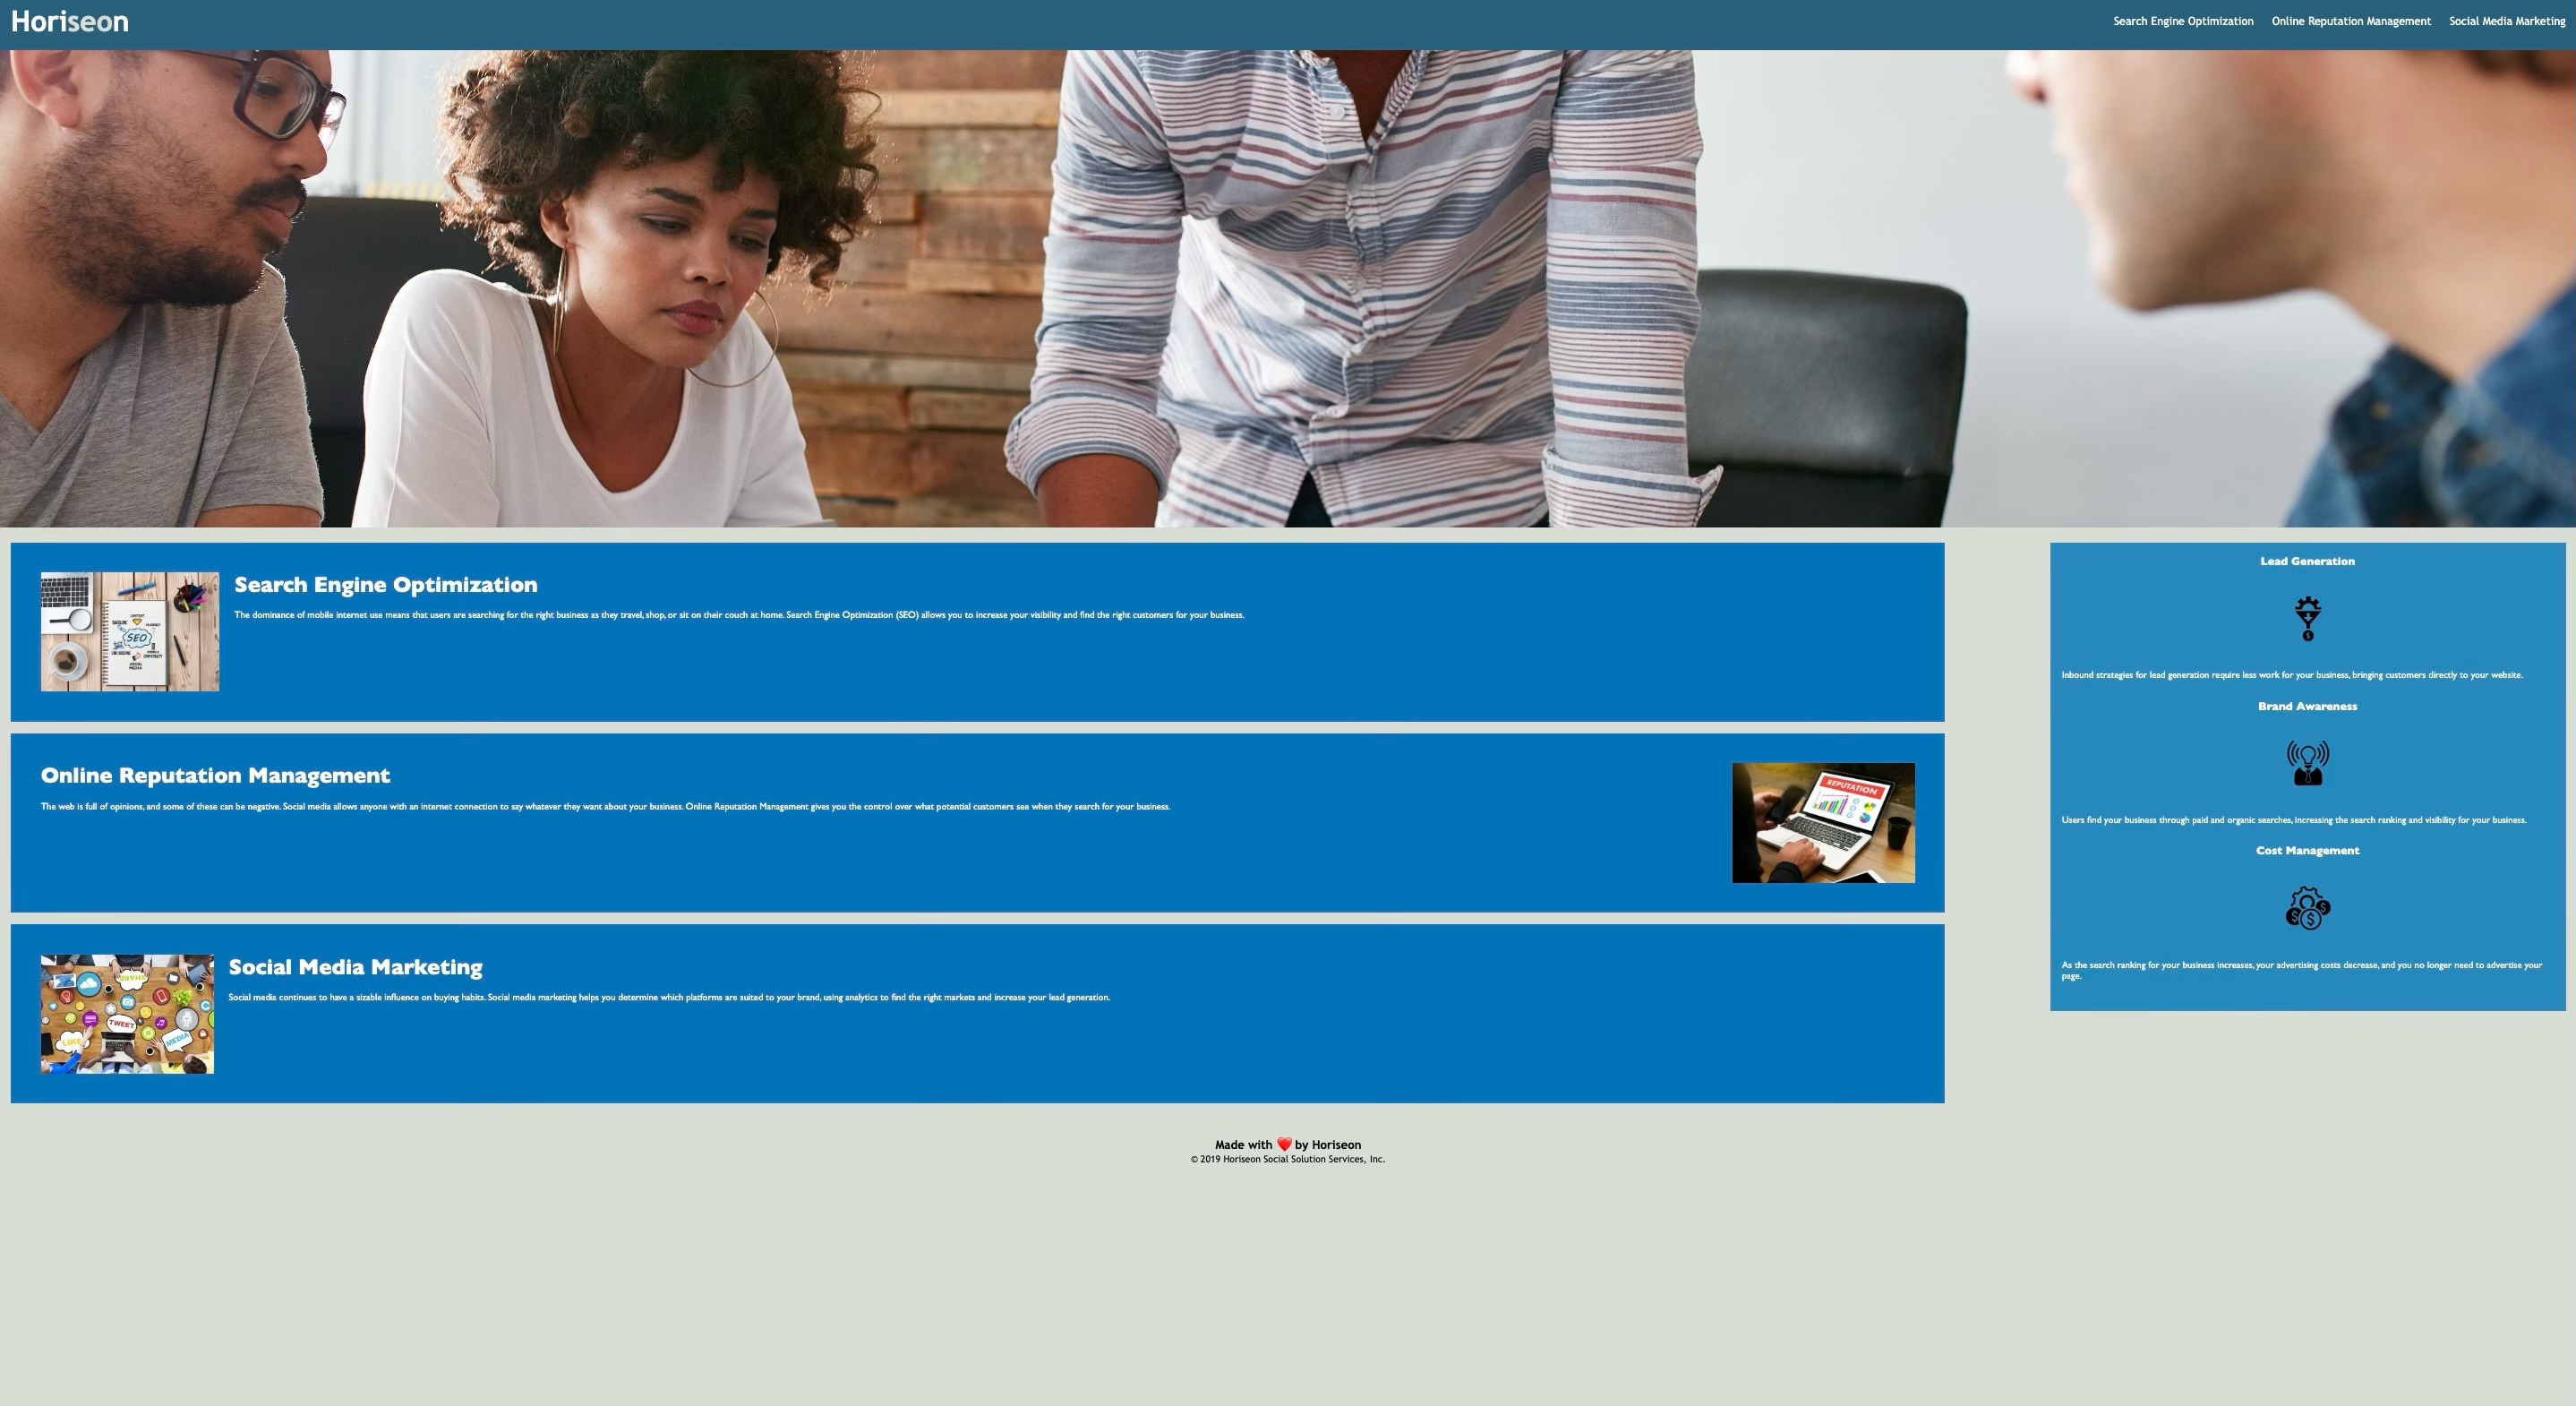 Horiseon
Search Engine Optimization Online Reputation Management Social Media Marketing
SEO
Search Engine Optimization
The dominance of mobile internet use means that users are searching for the right business as they travel, shop, or sit on their couch at home. Search Engine Optimization (SEO) allows you to increase your visibility and find the right customers for your business.
Online Reputation Management
The web is full of opinions, and some of these can be negative. Social media allows anyone with an internet connection to say whatever they want about your business. Online Reputation Management gives you the control over what potential customers see when they search for your business.
REPUTATION
SHARE
TWEET
LIKE
MEDIA
Social Media Marketing
Social media continues to have a sizable influence on buying habits. Social media marketing helps you determine which platforms are suited to your brand, using analytics to find the right markets and increase your lead generation.
Lead Generation
Inbound strategies for lead generation require less work for your business, bringing customers directly to your website.
Brand Awareness
Users find your business through paid and organic searches, increasing the search ranking and visibility for your business.
Cost Management
As the search ranking for your business increases, your advertising costs decrease, and you no longer need to advertise your
page.
Made with ❤️ by Horiseon
© 2019 Horiseon Social Solution Services, Inc.